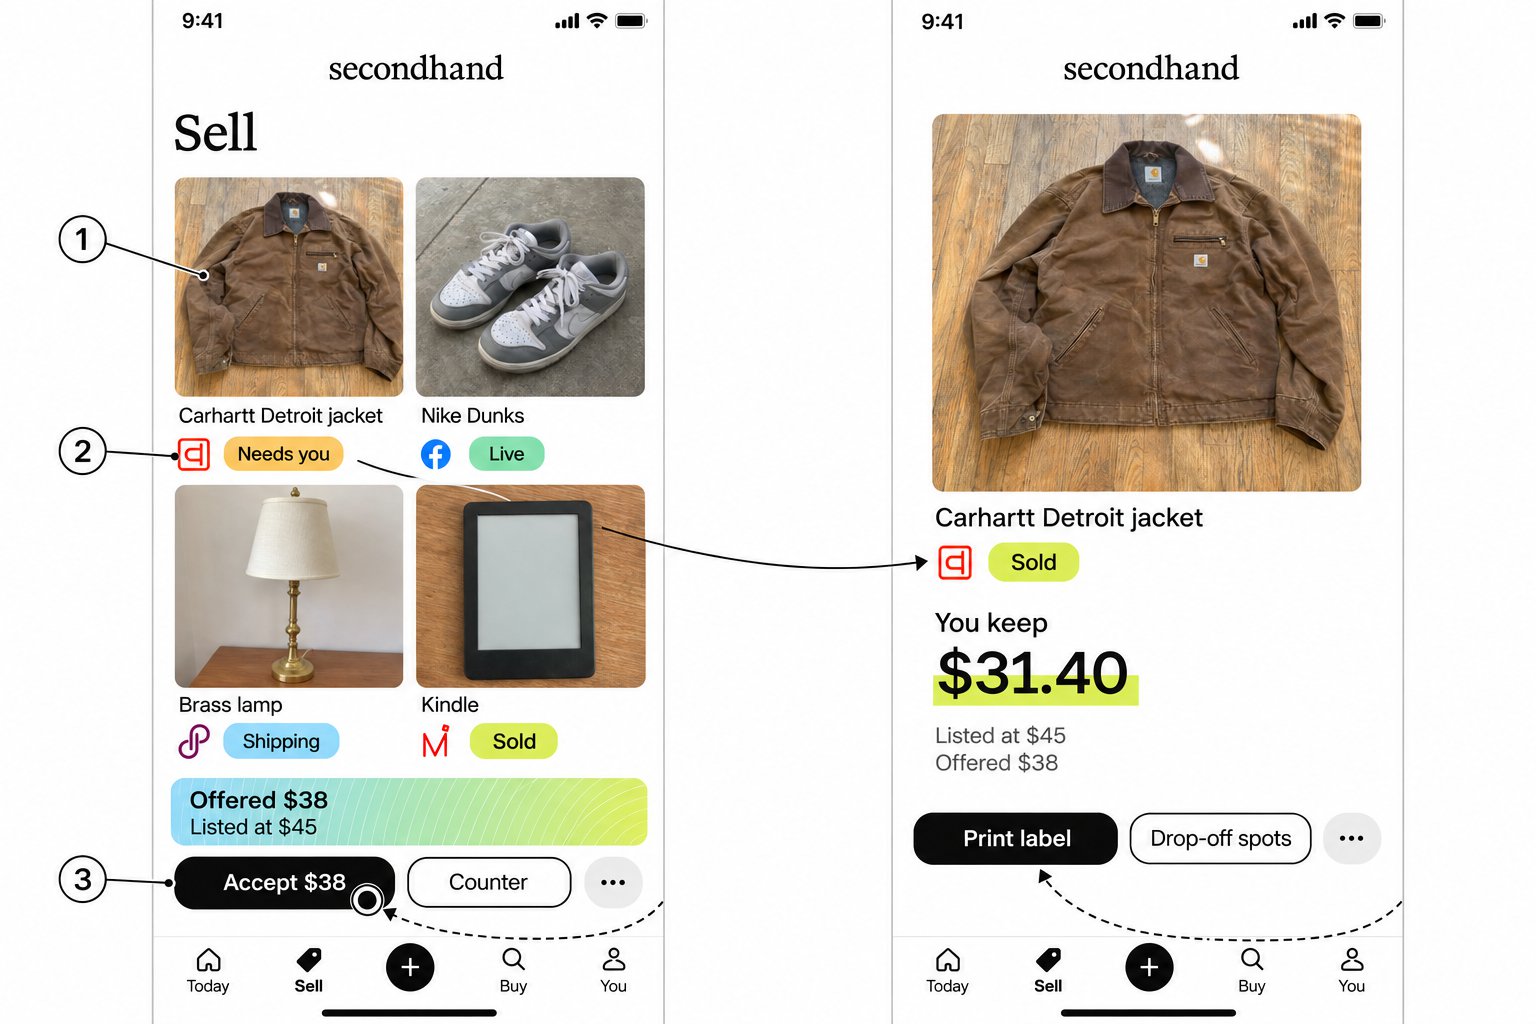 9:41
secondhand
Sell
1
Carhartt Detroit jacket
Nike Dunks
2
Needs you
Live
Brass lamp
Kindle
Shipping
Sold
Offered $38
Listed at $45
3
Accept $38
Counter
Today
Sell
Buy
You
9:41
secondhand
Carhartt Detroit jacket
Sold
You keep
$31.40
Listed at $45
Offered $38
Print label
Drop-off spots
Today
Sell
Buy
You